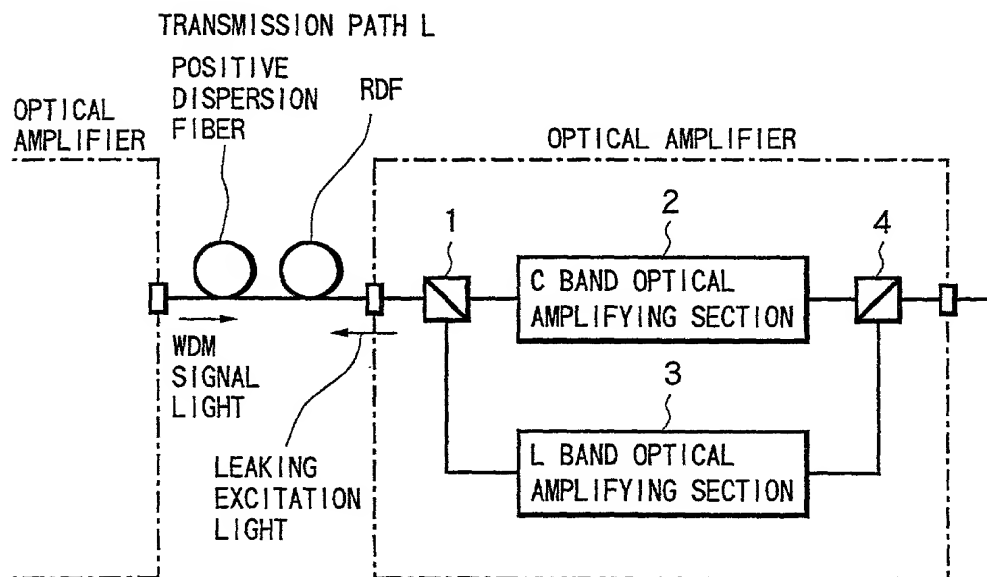 TRANSMISSION PATH L
POSITIVE
DISPERSION
FIBER
RDF
OPTICAL
AMPLIFIER
OPTICAL AMPLIFIER
1
2
4
C BAND OPTICAL
AMPLIFYING SECTION
WDM
SIGNAL
LIGHT
3
L BAND OPTICAL
AMPLIFYING SECTION
LEAKING
EXCITATION
LIGHT